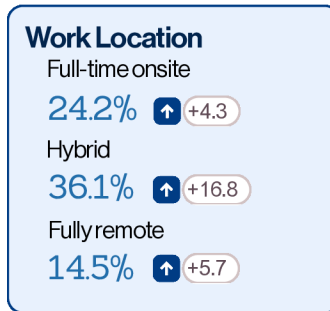 Work Location
Full-time onsite
24.2% +4.3
Hybrid
36.1% +16.8
Fully remote
14.5% +5.7